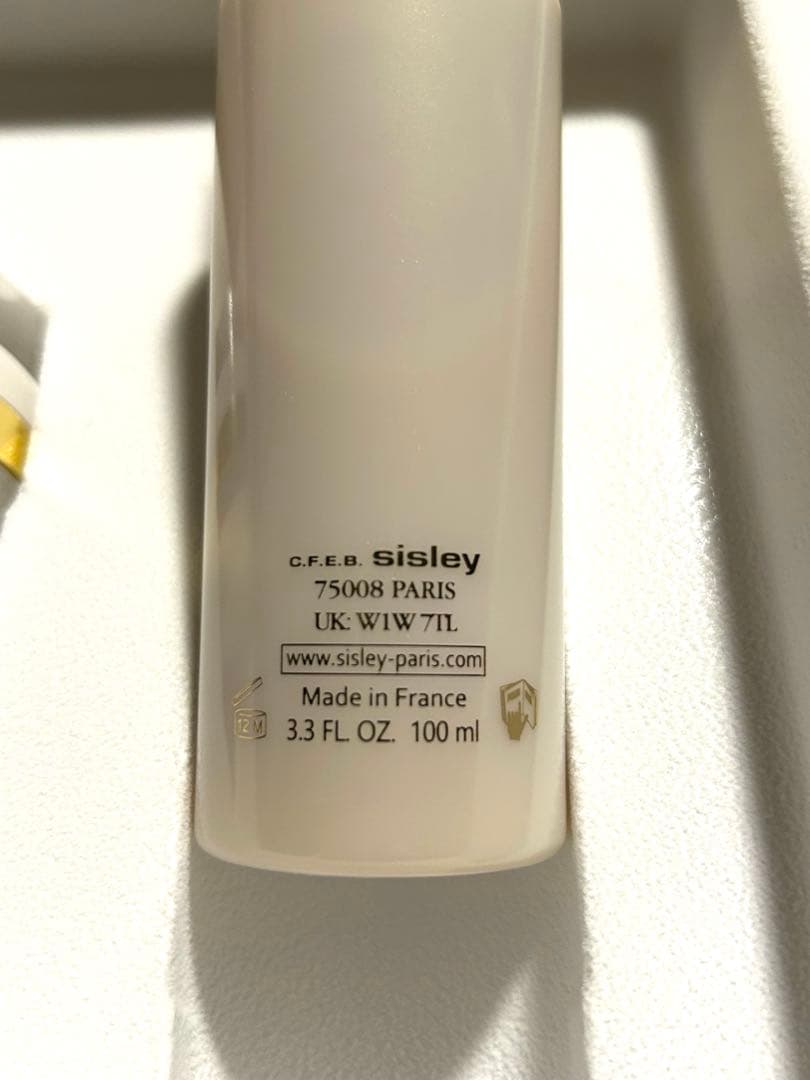 C.F.E.B. sisley
75008 PARIS
UK: W1W 7TL
www.sisley-paris.com
Made in France
12 M
3.3 FL. OZ. 100 ml